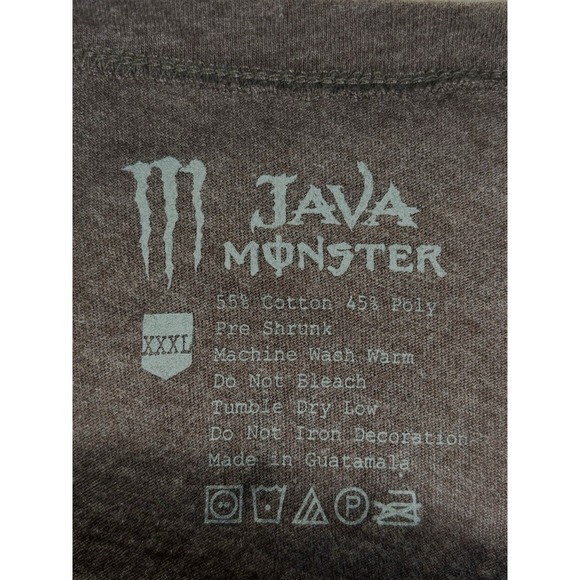 JAVA
MONSTER
XXXL
55% Cotton 45% Poly
Pre Shrunk
Machine Wash Warm
Do Not Bleach
Tumble Dry Low
Do Not Iron Decoration
Made in Guatamala
P